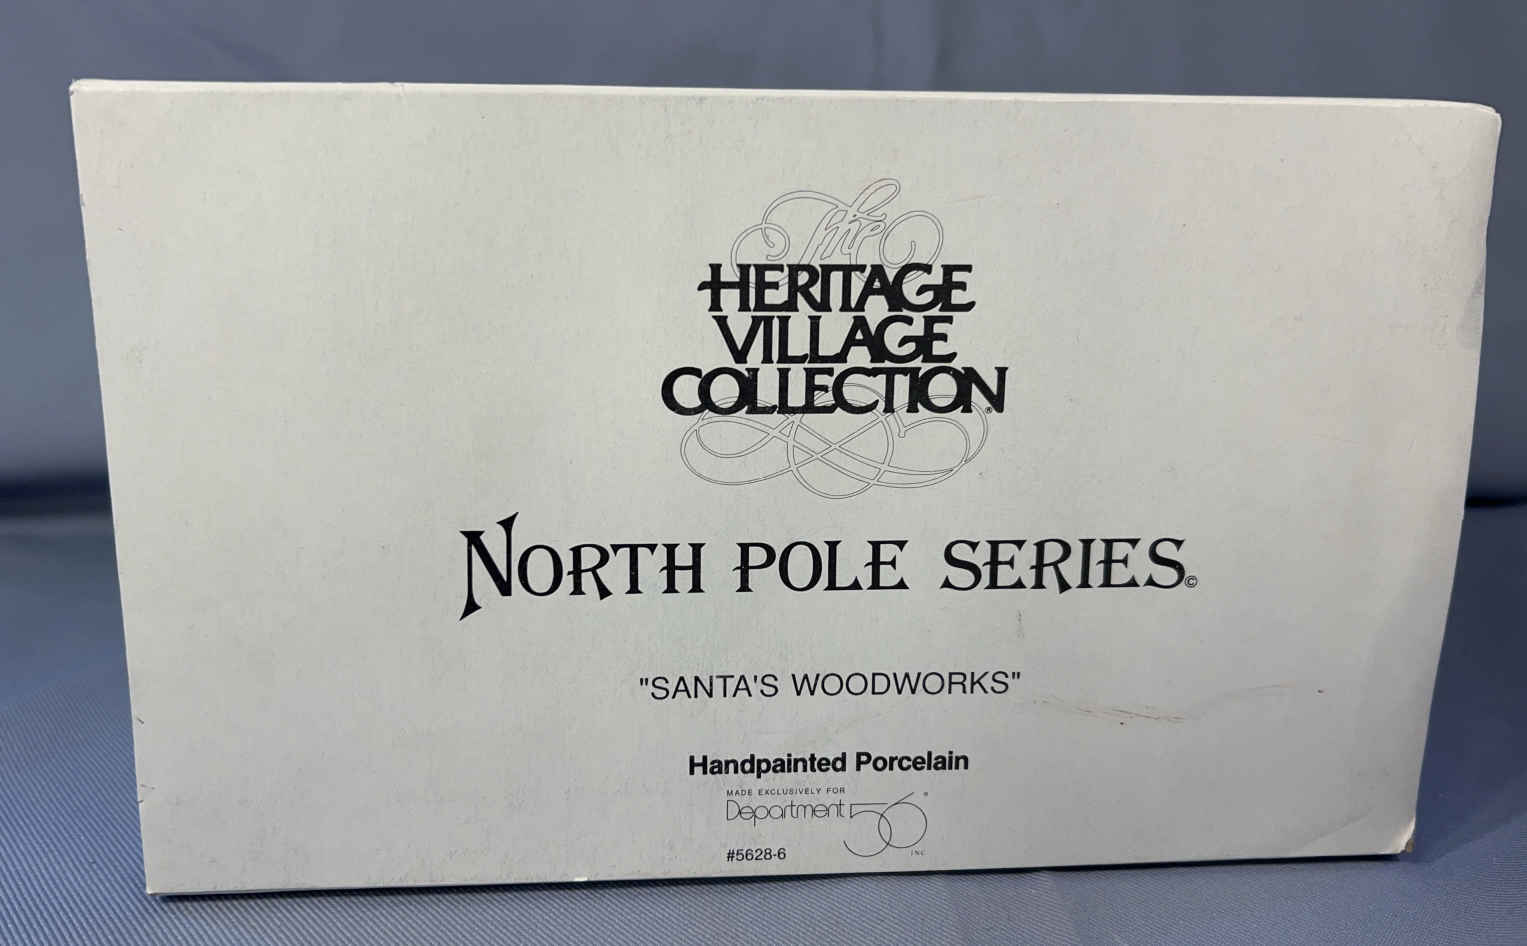 The
HERITAGE
VILLAGE
COLLECTION®
NORTH POLE SERIES©
"SANTA'S WOODWORKS"
Handpainted Porcelain
MADE EXCLUSIVELY FOR
Department 56®
INC
#5628-6